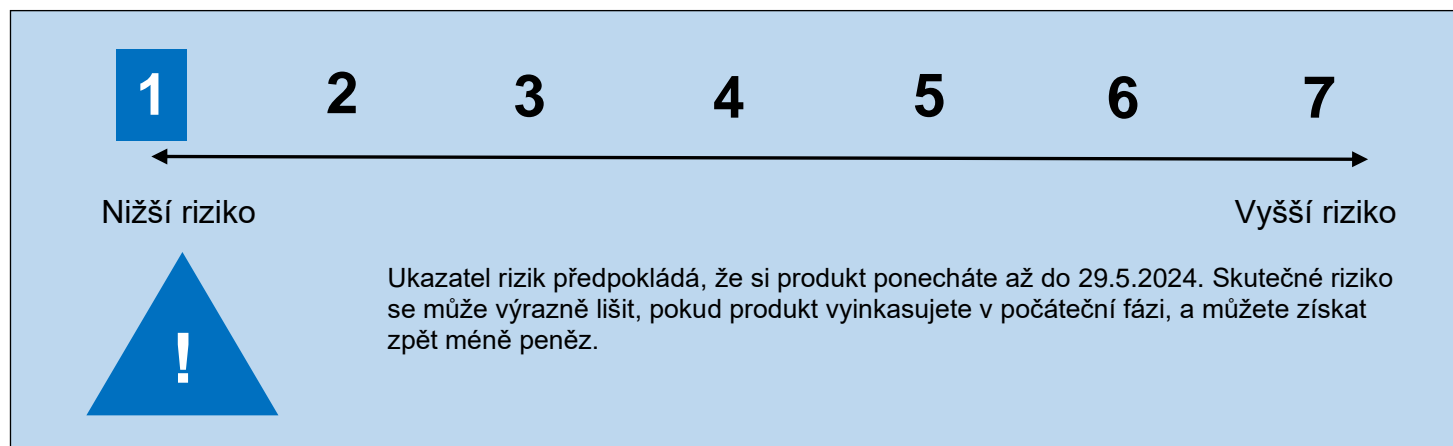 1 2 3 4 5 6 7
Nižší riziko Vyšší riziko
Ukazatel rizik předpokládá, že si produkt ponecháte až do 29.5.2024. Skutečné riziko
se může výrazně lišit, pokud produkt vyinkasujete v počáteční fázi, a můžete získat
zpět méně peněz.
!